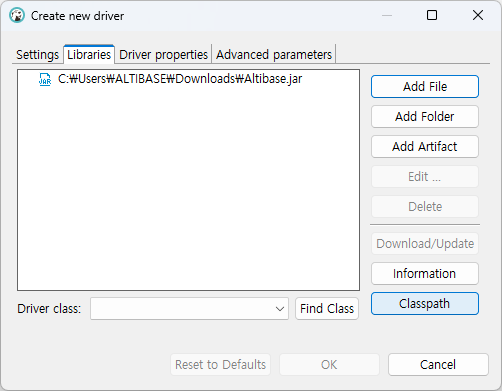 Create new driver
Settings Libraries Driver properties Advanced parameters
JAR C:₩Users₩ALTIBASE₩Downloads₩Altibase.jar
Add File
Add Folder
Add Artifact
Edit ...
Delete
Download/Update
Information
Classpath
Driver class:
Find Class
Reset to Defaults OK Cancel